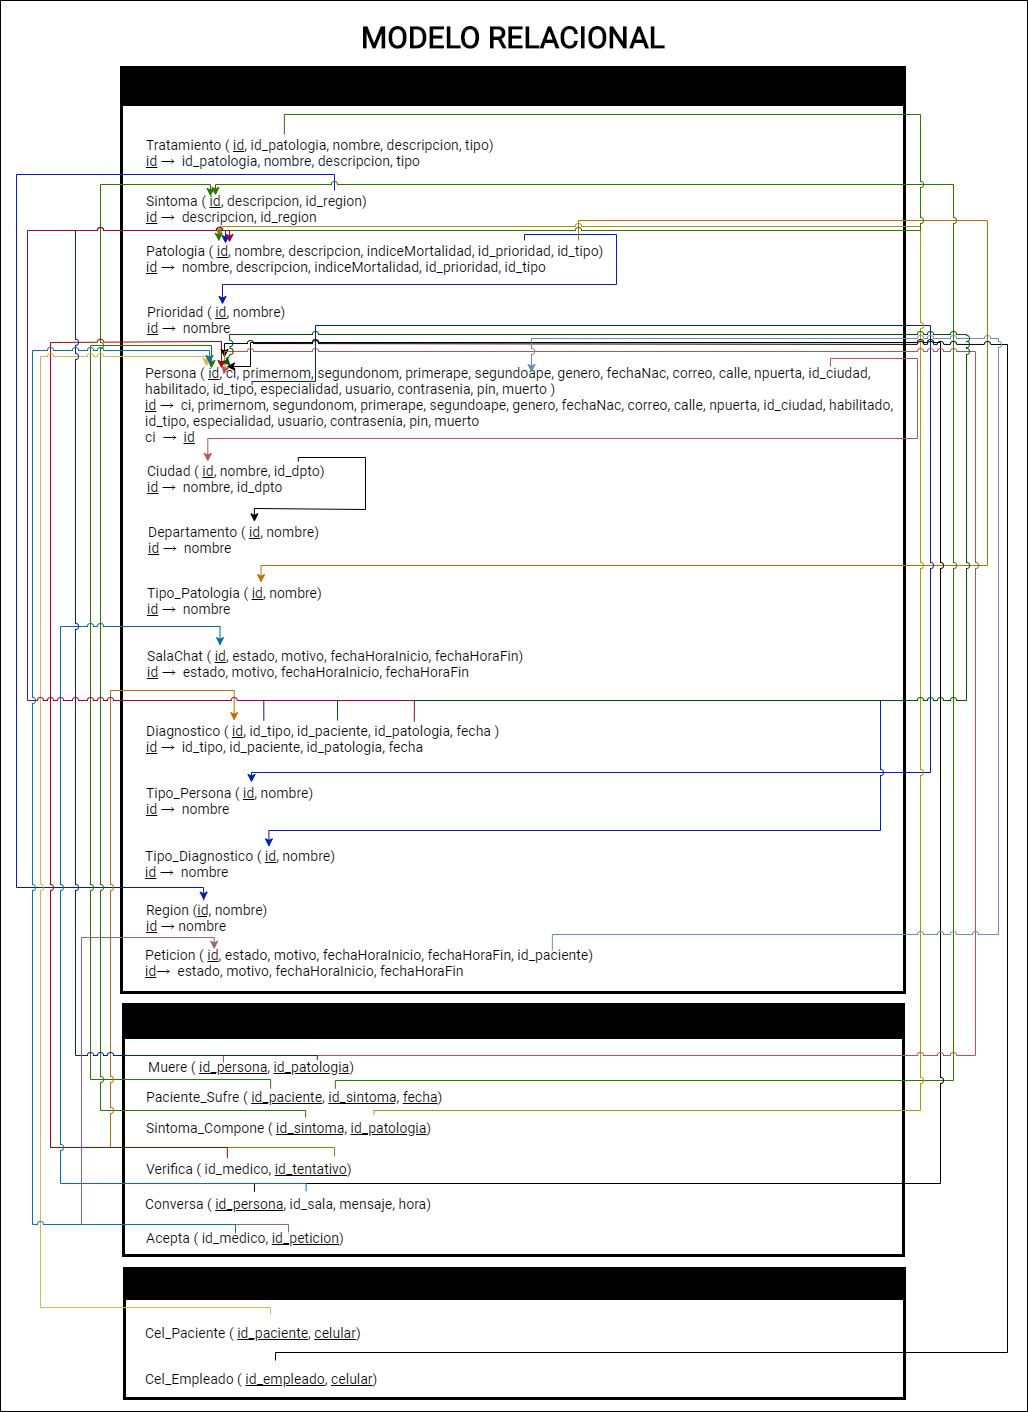 MODELO RELACIONAL
Tratamiento ( id, id_patologia, nombre, descripcion, tipo)
id → id_patologia, nombre, descripcion, tipo
Sintoma ( id, descripcion, id_region)
id → descripcion, id_region
Patologia ( id, nombre, descripcion, indiceMortalidad, id_prioridad, id_tipo)
id → nombre, descripcion, indiceMortalidad, id_prioridad, id_tipo
Prioridad ( id, nombre)
id → nombre
Persona ( id, ci, primernom, segundonom, primerape, segundoape, genero, fechaNac, correo, calle, npuerta, id_ciudad,
habilitado, id_tipo, especialidad, usuario, contrasenia, pin, muerto )
id → ci, primernom, segundonom, primerape, segundoape, genero, fechaNac, correo, calle, npuerta, id_ciudad, habilitado,
id_tipo, especialidad, usuario, contrasenia, pin, muerto
ci → id
Ciudad ( id, nombre, id_dpto)
id → nombre, id_dpto
Departamento ( id, nombre)
id → nombre
Tipo_Patologia ( id, nombre)
id → nombre
SalaChat ( id, estado, motivo, fechaHoraInicio, fechaHoraFin)
id → estado, motivo, fechaHoraInicio, fechaHoraFin
Diagnostico ( id, id_tipo, id_paciente, id_patologia, fecha )
id → id_tipo, id_paciente, id_patologia, fecha
Tipo_Persona ( id, nombre)
id → nombre
Tipo_Diagnostico ( id, nombre)
id → nombre
Region (id, nombre)
id → nombre
Peticion ( id, estado, motivo, fechaHoraInicio, fechaHoraFin, id_paciente)
id→ estado, motivo, fechaHoraInicio, fechaHoraFin
Muere ( id_persona, id_patologia)
Paciente_Sufre ( id_paciente, id_sintoma, fecha)
Sintoma_Compone ( id_sintoma, id_patologia)
Verifica ( id_medico, id_tentativo)
Conversa ( id_persona, id_sala, mensaje, hora)
Acepta ( id_medico, id_peticion)
Cel_Paciente ( id_paciente, celular)
Cel_Empleado ( id_empleado, celular)